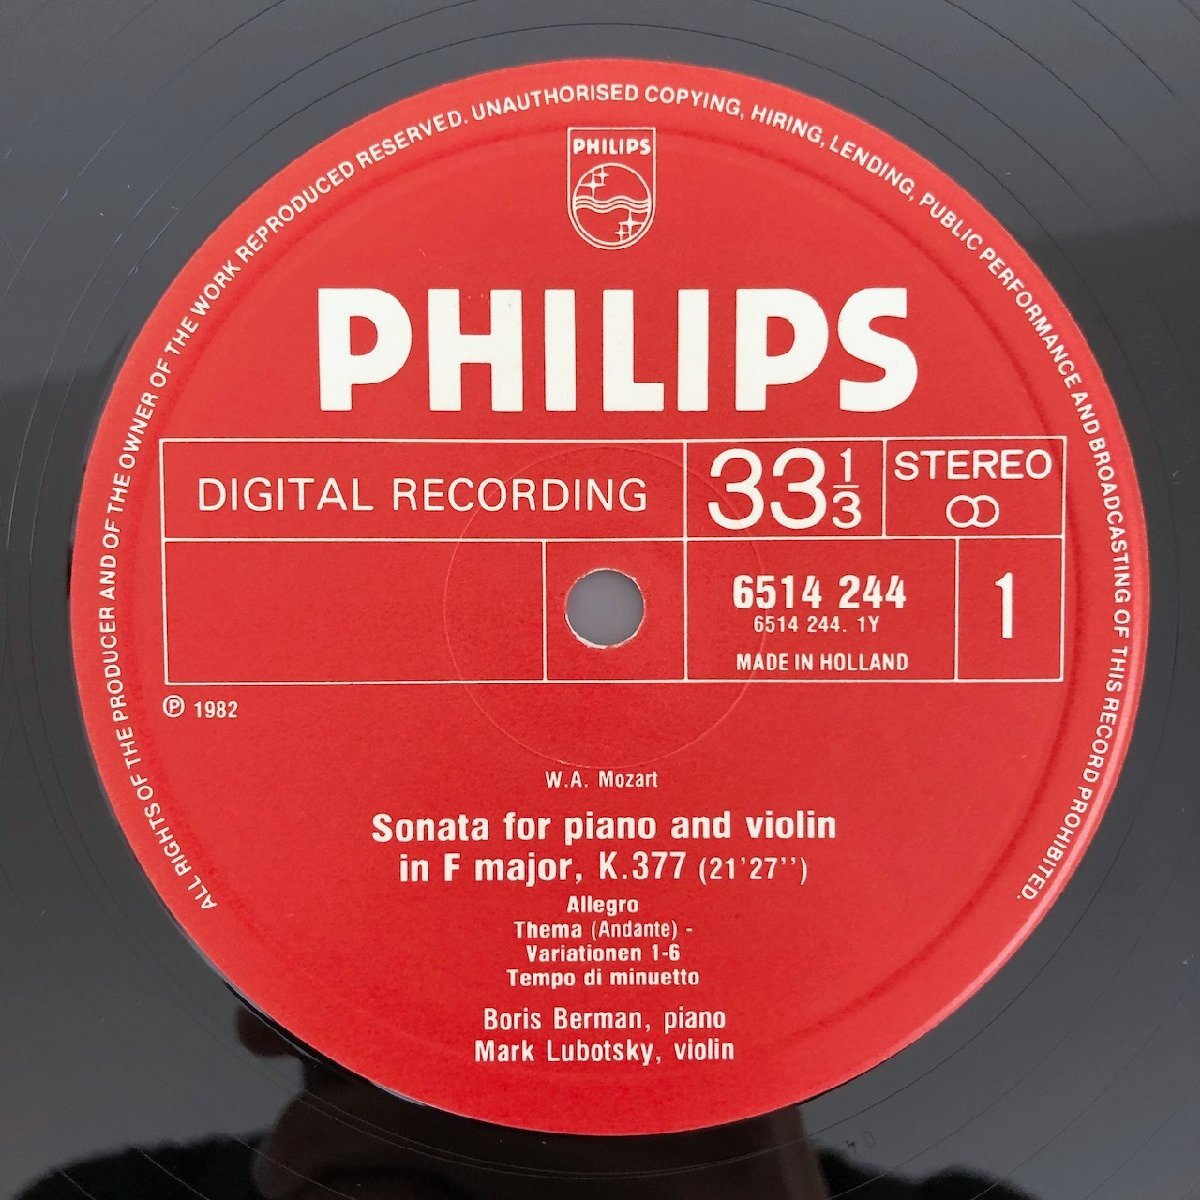 ALL RIGHTS OF THE PRODUCER AND OF THE OWNER OF THE WORK REPRODUCED RESERVED. UNAUTHORISED COPYING, HIRING, LENDING, PUBLIC PERFORMANCE AND BROADCASTING OF THIS RECORD PROHIBITED.
PHILIPS
PHILIPS
DIGITAL RECORDING
33 1/3
STEREO
6514 244
6514 244. 1Y
MADE IN HOLLAND
1
Ⓟ 1982
W.A. Mozart
Sonata for piano and violin
in F major, K.377 (21'27'')
Allegro
Thema (Andante) -
Variationen 1-6
Tempo di minuetto
Boris Berman, piano
Mark Lubotsky, violin